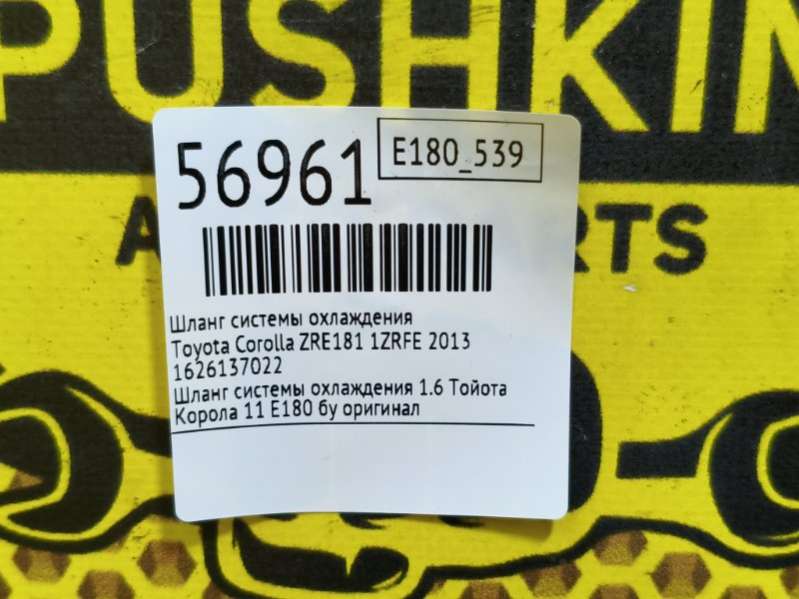 PUSHKIN
56961
E180_539
RTS
Шланг системы охлаждения
Toyota Corolla ZRE181 1ZRFE 2013
1626137022
Шланг системы охлаждения 1.6 Тойота
Корола 11 Е180 бу оригинал